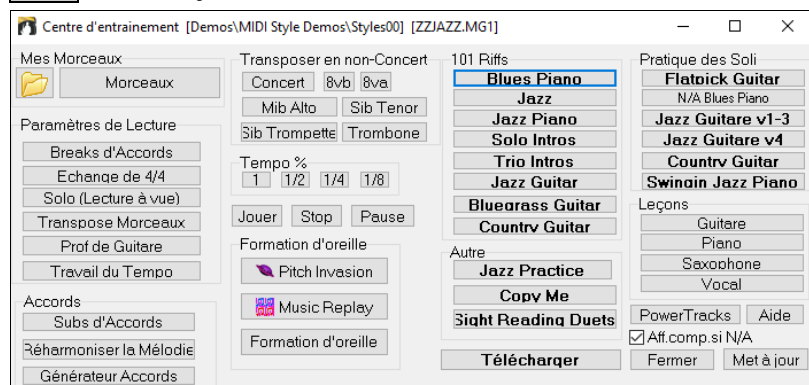 Centre d'entrainement [Demos\MIDI Style Demos\Styles00] [ZZJAZZ.MG1]
Mes Morceaux
Morceaux
Paramètres de Lecture
Breaks d'Accords
Echange de 4/4
Solo (Lecture à vue)
Transpose Morceaux
Prof de Guitare
Travail du Tempo
Accords
Subs d'Accords
Réharmoniser la Mélodie
Générateur Accords
Transposer en non-Concert
Concert 8vb 8va
Mib Alto Sib Tenor
Sib Trompette Trombone
Tempo %
1 1/2 1/4 1/8
Jouer Stop Pause
Formation d'oreille
Pitch Invasion
Music Replay
Formation d'oreille
101 Riffs
Blues Piano
Jazz
Jazz Piano
Solo Intros
Trio Intros
Jazz Guitar
Bluegrass Guitar
Country Guitar
Autre
Jazz Practice
Copy Me
Sight Reading Duets
Télécharger
Pratique des Soli
Flatpick Guitar
N/A Blues Piano
Jazz Guitare v1-3
Jazz Guitare v4
Country Guitar
Swingin Jazz Piano
Leçons
Guitare
Piano
Saxophone
Vocal
PowerTracks Aide
Aff.comp.si N/A
Fermer Met à jour